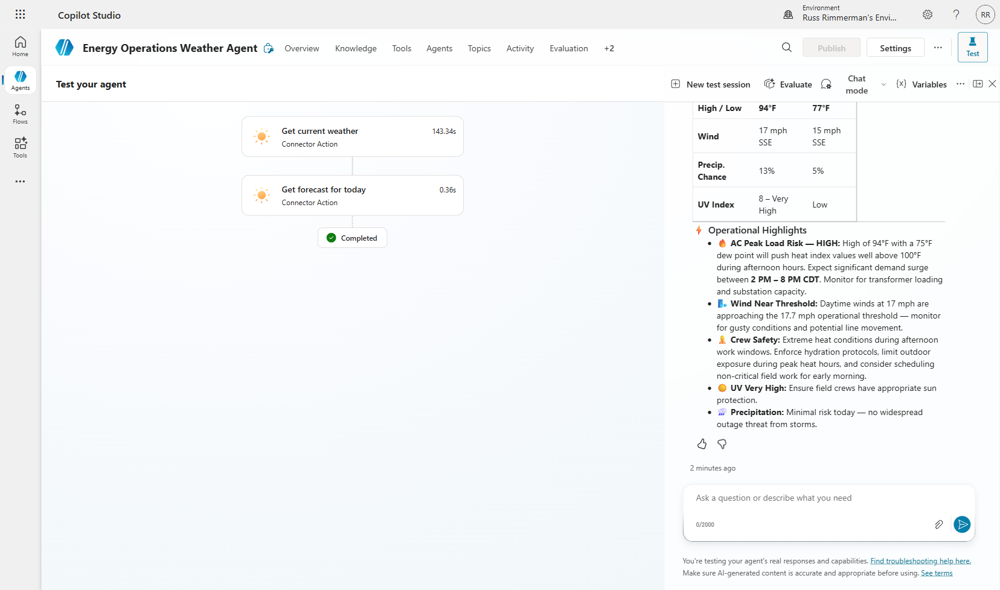 Copilot Studio
Environment
Russ Rimmerman's Envi...
RR
Home
Agents
Flows
Tools
Energy Operations Weather Agent
Overview
Knowledge
Tools
Agents
Topics
Activity
Evaluation
+2
Publish
Settings
Test
Test your agent
New test session
Evaluate
Chat
mode
Variables
Get current weather
143.34s
Connector Action
Get forecast for today
0.36s
Connector Action
Completed
High / Low 94°F 77°F
Wind 17 mph SSE 15 mph SSE
Precip. Chance 13% 5%
UV Index 8 – Very High Low
Operational Highlights
AC Peak Load Risk — HIGH: High of 94°F with a 75°F
dew point will push heat index values well above 100°F
during afternoon hours. Expect significant demand surge
between 2 PM – 8 PM CDT. Monitor for transformer loading
and substation capacity.
Wind Near Threshold: Daytime winds at 17 mph are
approaching the 17.7 mph operational threshold — monitor
for gusty conditions and potential line movement.
Crew Safety: Extreme heat conditions during afternoon
work windows. Enforce hydration protocols, limit outdoor
exposure during peak heat hours, and consider scheduling
non-critical field work for early morning.
UV Very High: Ensure field crews have appropriate sun
protection.
Precipitation: Minimal risk today — no widespread
outage threat from storms.
2 minutes ago
Ask a question or describe what you need
0/2000
You're testing your agent's real responses and capabilities. Find troubleshooting help here.
Make sure AI-generated content is accurate and appropriate before using. See terms